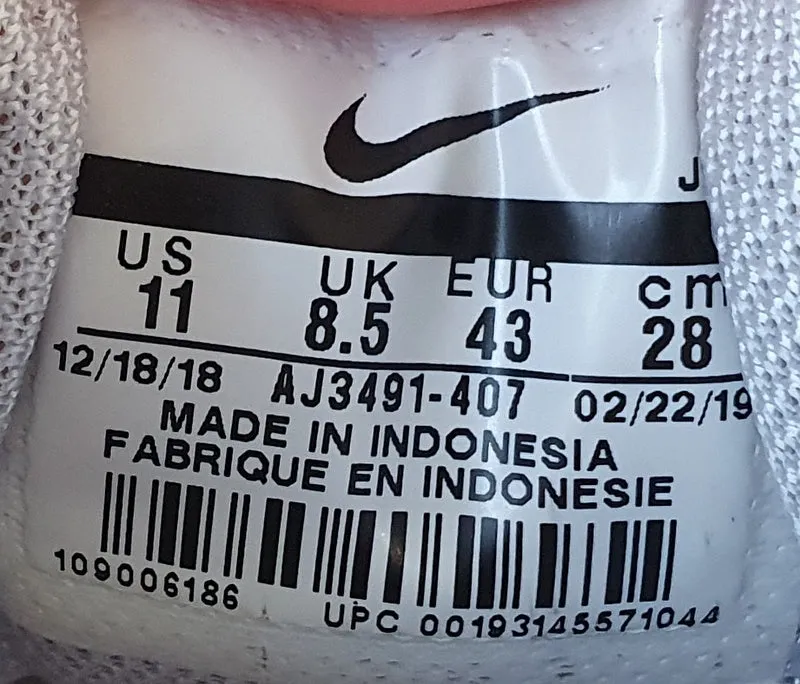 J
US UK EUR cm
11 8.5 43 28
12/18/18 AJ3491-407 02/22/19
MADE IN INDONESIA
FABRIQUE EN INDONESIE
109006186 UPC 00193145571044